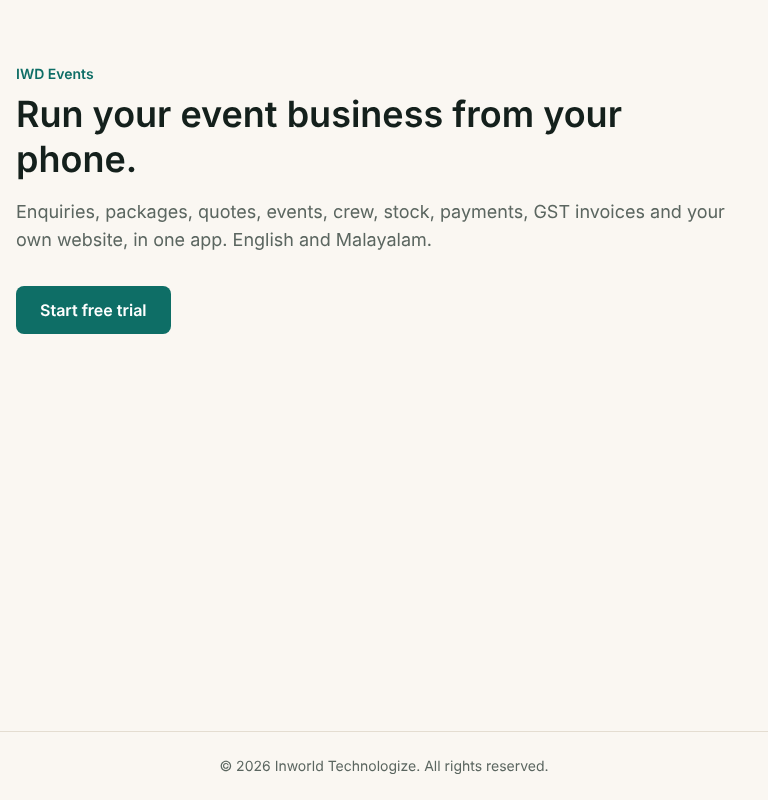 IWD Events
Run your event business from your
phone.
Enquiries, packages, quotes, events, crew, stock, payments, GST invoices and your
own website, in one app. English and Malayalam.
Start free trial
© 2026 Inworld Technologize. All rights reserved.